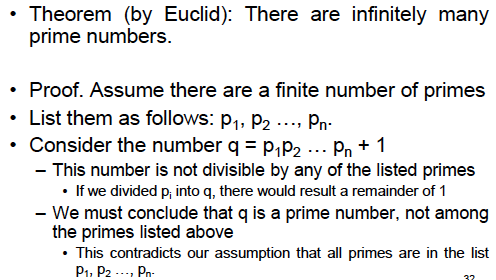 • Theorem (by Euclid): There are infinitely many
prime numbers.
• Proof. Assume there are a finite number of primes
• List them as follows: p₁, p₂ …, pₙ.
• Consider the number q = p₁p₂ … pₙ + 1
– This number is not divisible by any of the listed primes
• If we divided pᵢ into q, there would result a remainder of 1
– We must conclude that q is a prime number, not among
the primes listed above
• This contradicts our assumption that all primes are in the list
p₁, p₂ …, pₙ.
32